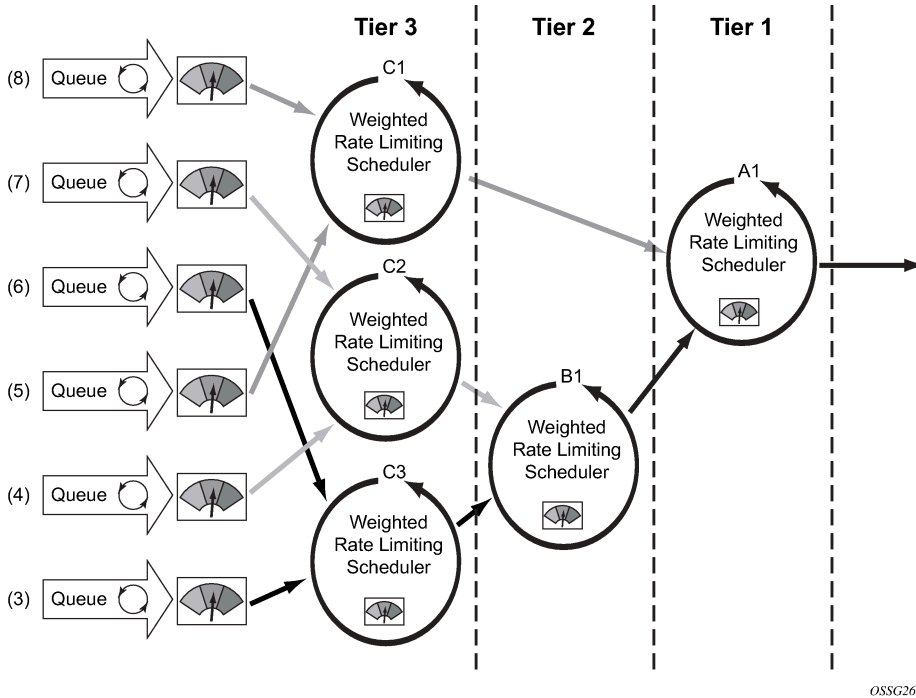 Tier 3
Tier 2
Tier 1
(8)
Queue
C1
Weighted
Rate Limiting
Scheduler
(7)
Queue
A1
Weighted
Rate Limiting
Scheduler
(6)
Queue
C2
Weighted
Rate Limiting
Scheduler
(5)
Queue
B1
Weighted
Rate Limiting
Scheduler
(4)
Queue
C3
Weighted
Rate Limiting
Scheduler
(3)
Queue
OSSG26